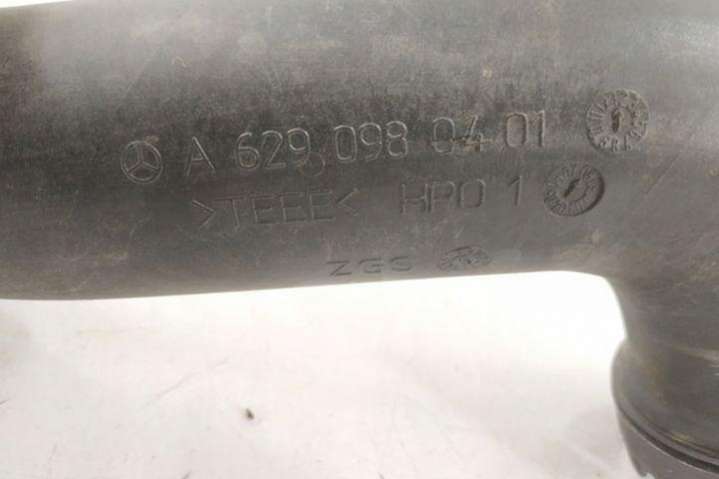 A 629 098 04 01
>TEEE< HPO 1
ZGS